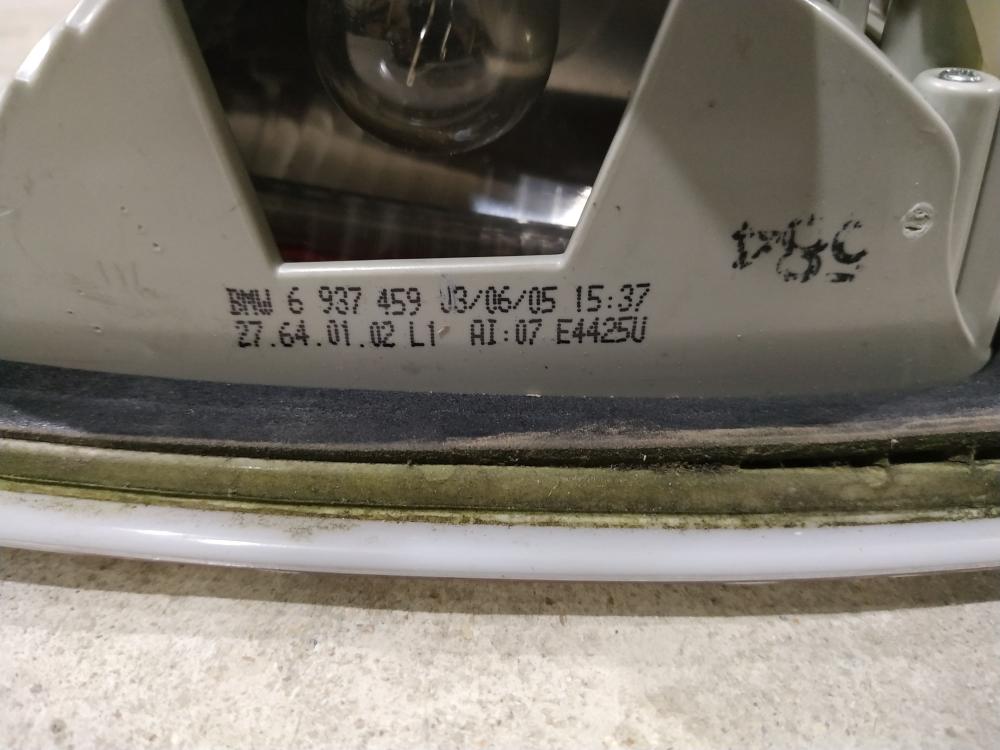 BMW 6 937 459 03/06/05 15:37
27.64.01.02 L1 AI:07 E4425U